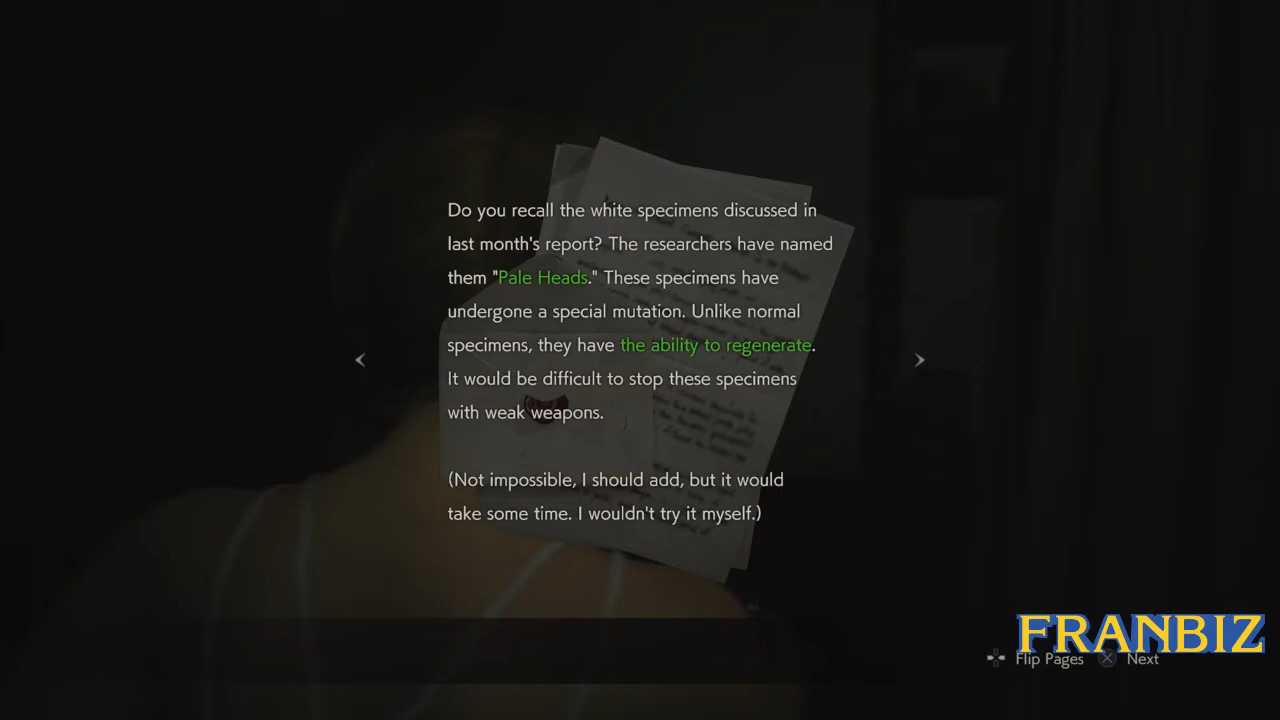 Do you recall the white specimens discussed in
last month's report? The researchers have named
them "Pale Heads." These specimens have
undergone a special mutation. Unlike normal
specimens, they have the ability to regenerate.
It would be difficult to stop these specimens
with weak weapons.
(Not impossible, I should add, but it would
take some time. I wouldn't try it myself.)
FRANBIZ
Flip Pages Next